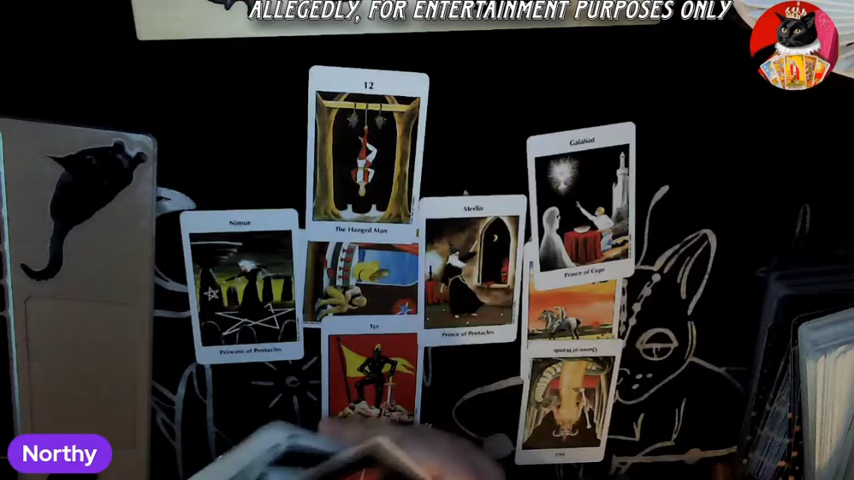 ALLEGEDLY, FOR ENTERTAINMENT PURPOSES ONLY
12
Galahad
Merlin
Nimue
The Hanged Man
Prince of Cups
Tyr
Prince of Pentacles
Princess of Pentacles
Queen of Wands
Northy